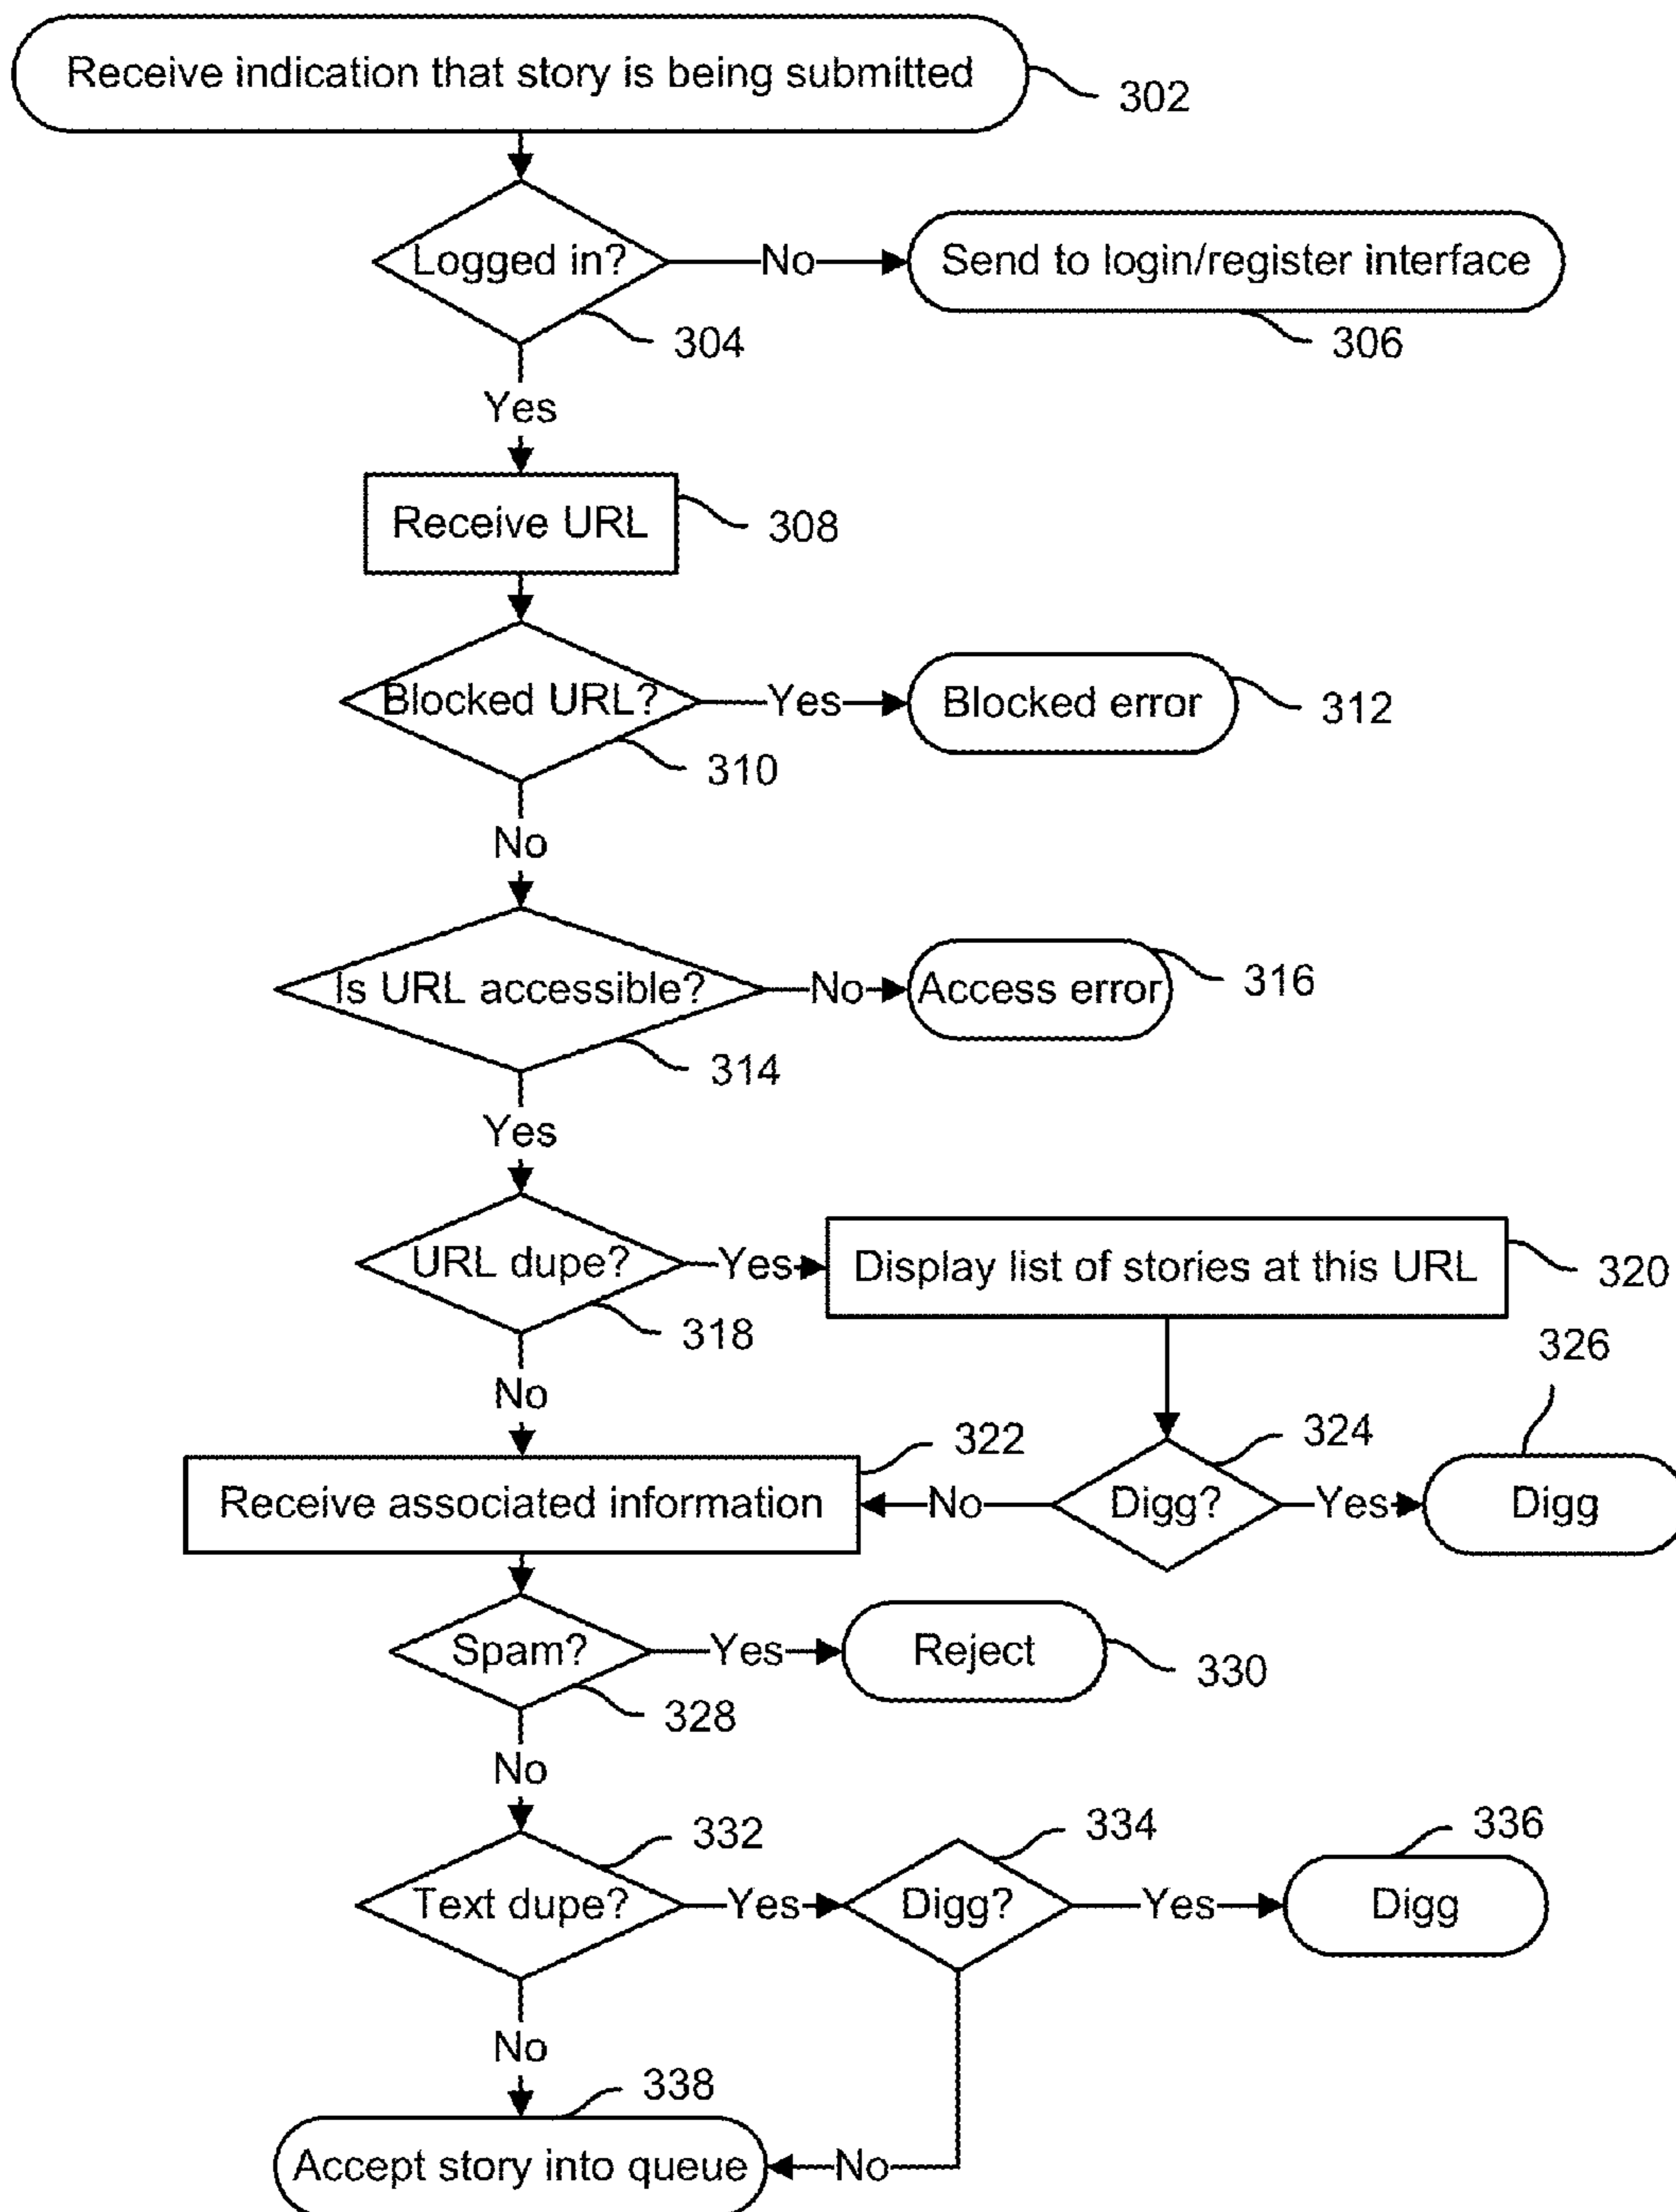 Receive indication that story is being submitted
302
Logged in?
No
Send to login/register interface
304
306
Yes
Receive URL
308
Blocked URL?
Yes
Blocked error
312
310
No
Is URL accessible?
No
Access error
316
314
Yes
URL dupe?
Yes
Display list of stories at this URL
320
318
326
No
322
324
Receive associated information
No
Digg?
Yes
Digg
Spam?
Yes
Reject
330
328
No
332
334
336
Text dupe?
Yes
Digg?
Yes
Digg
No
338
Accept story into queue
No